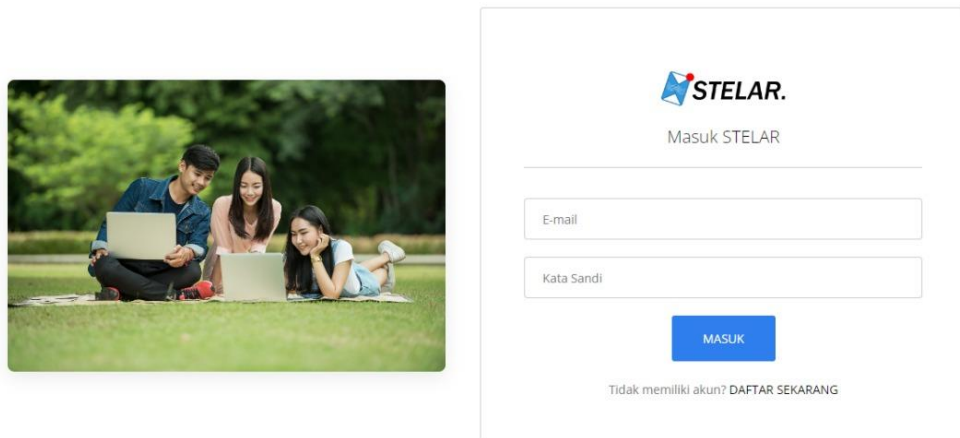 STELAR.
Masuk STELAR
E-mail
Kata Sandi
MASUK
Tidak memiliki akun? DAFTAR SEKARANG